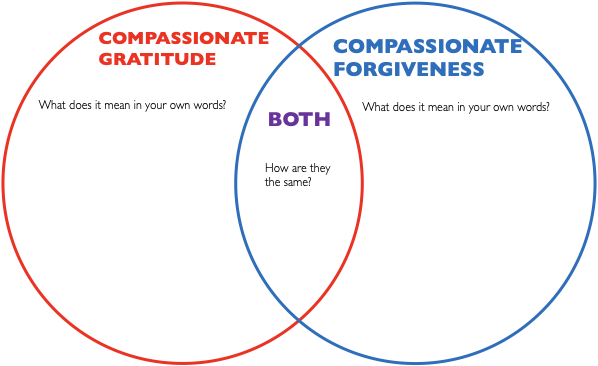 COMPASSIONATE
GRATITUDE
What does it mean in your own words?
BOTH
How are they
the same?
COMPASSIONATE
FORGIVENESS
What does it mean in your own words?